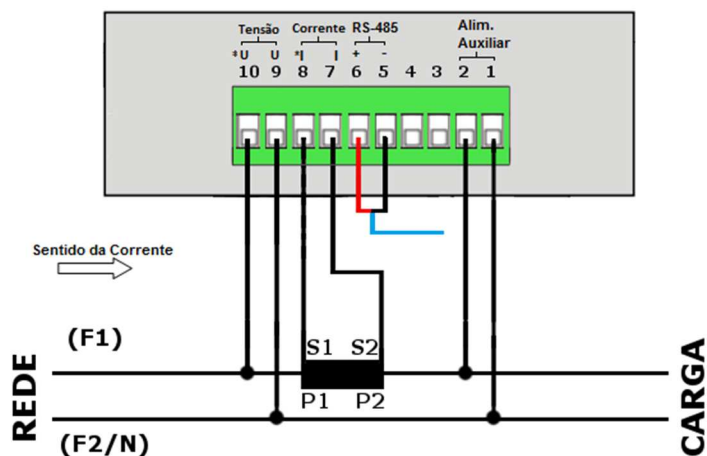 Tensão Corrente RS-485 Alim. Auxiliar
*U U *I I + -
10 9 8 7 6 5 4 3 2 1
Sentido da Corrente
(F1)
S1 S2
P1 P2
REDE
CARGA
(F2/N)